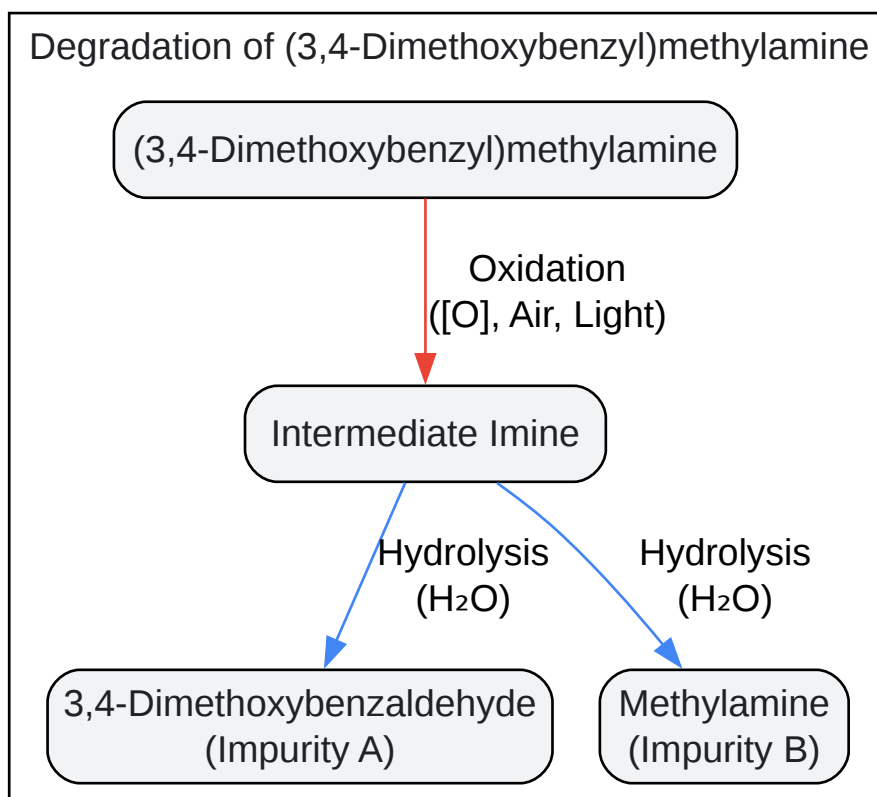 Degradation of (3,4-Dimethoxybenzyl)methylamine
(3,4-Dimethoxybenzyl)methylamine
Oxidation
([O], Air, Light)
Intermediate Imine
Hydrolysis
(H₂O)
Hydrolysis
(H₂O)
3,4-Dimethoxybenzaldehyde
(Impurity A)
Methylamine
(Impurity B)